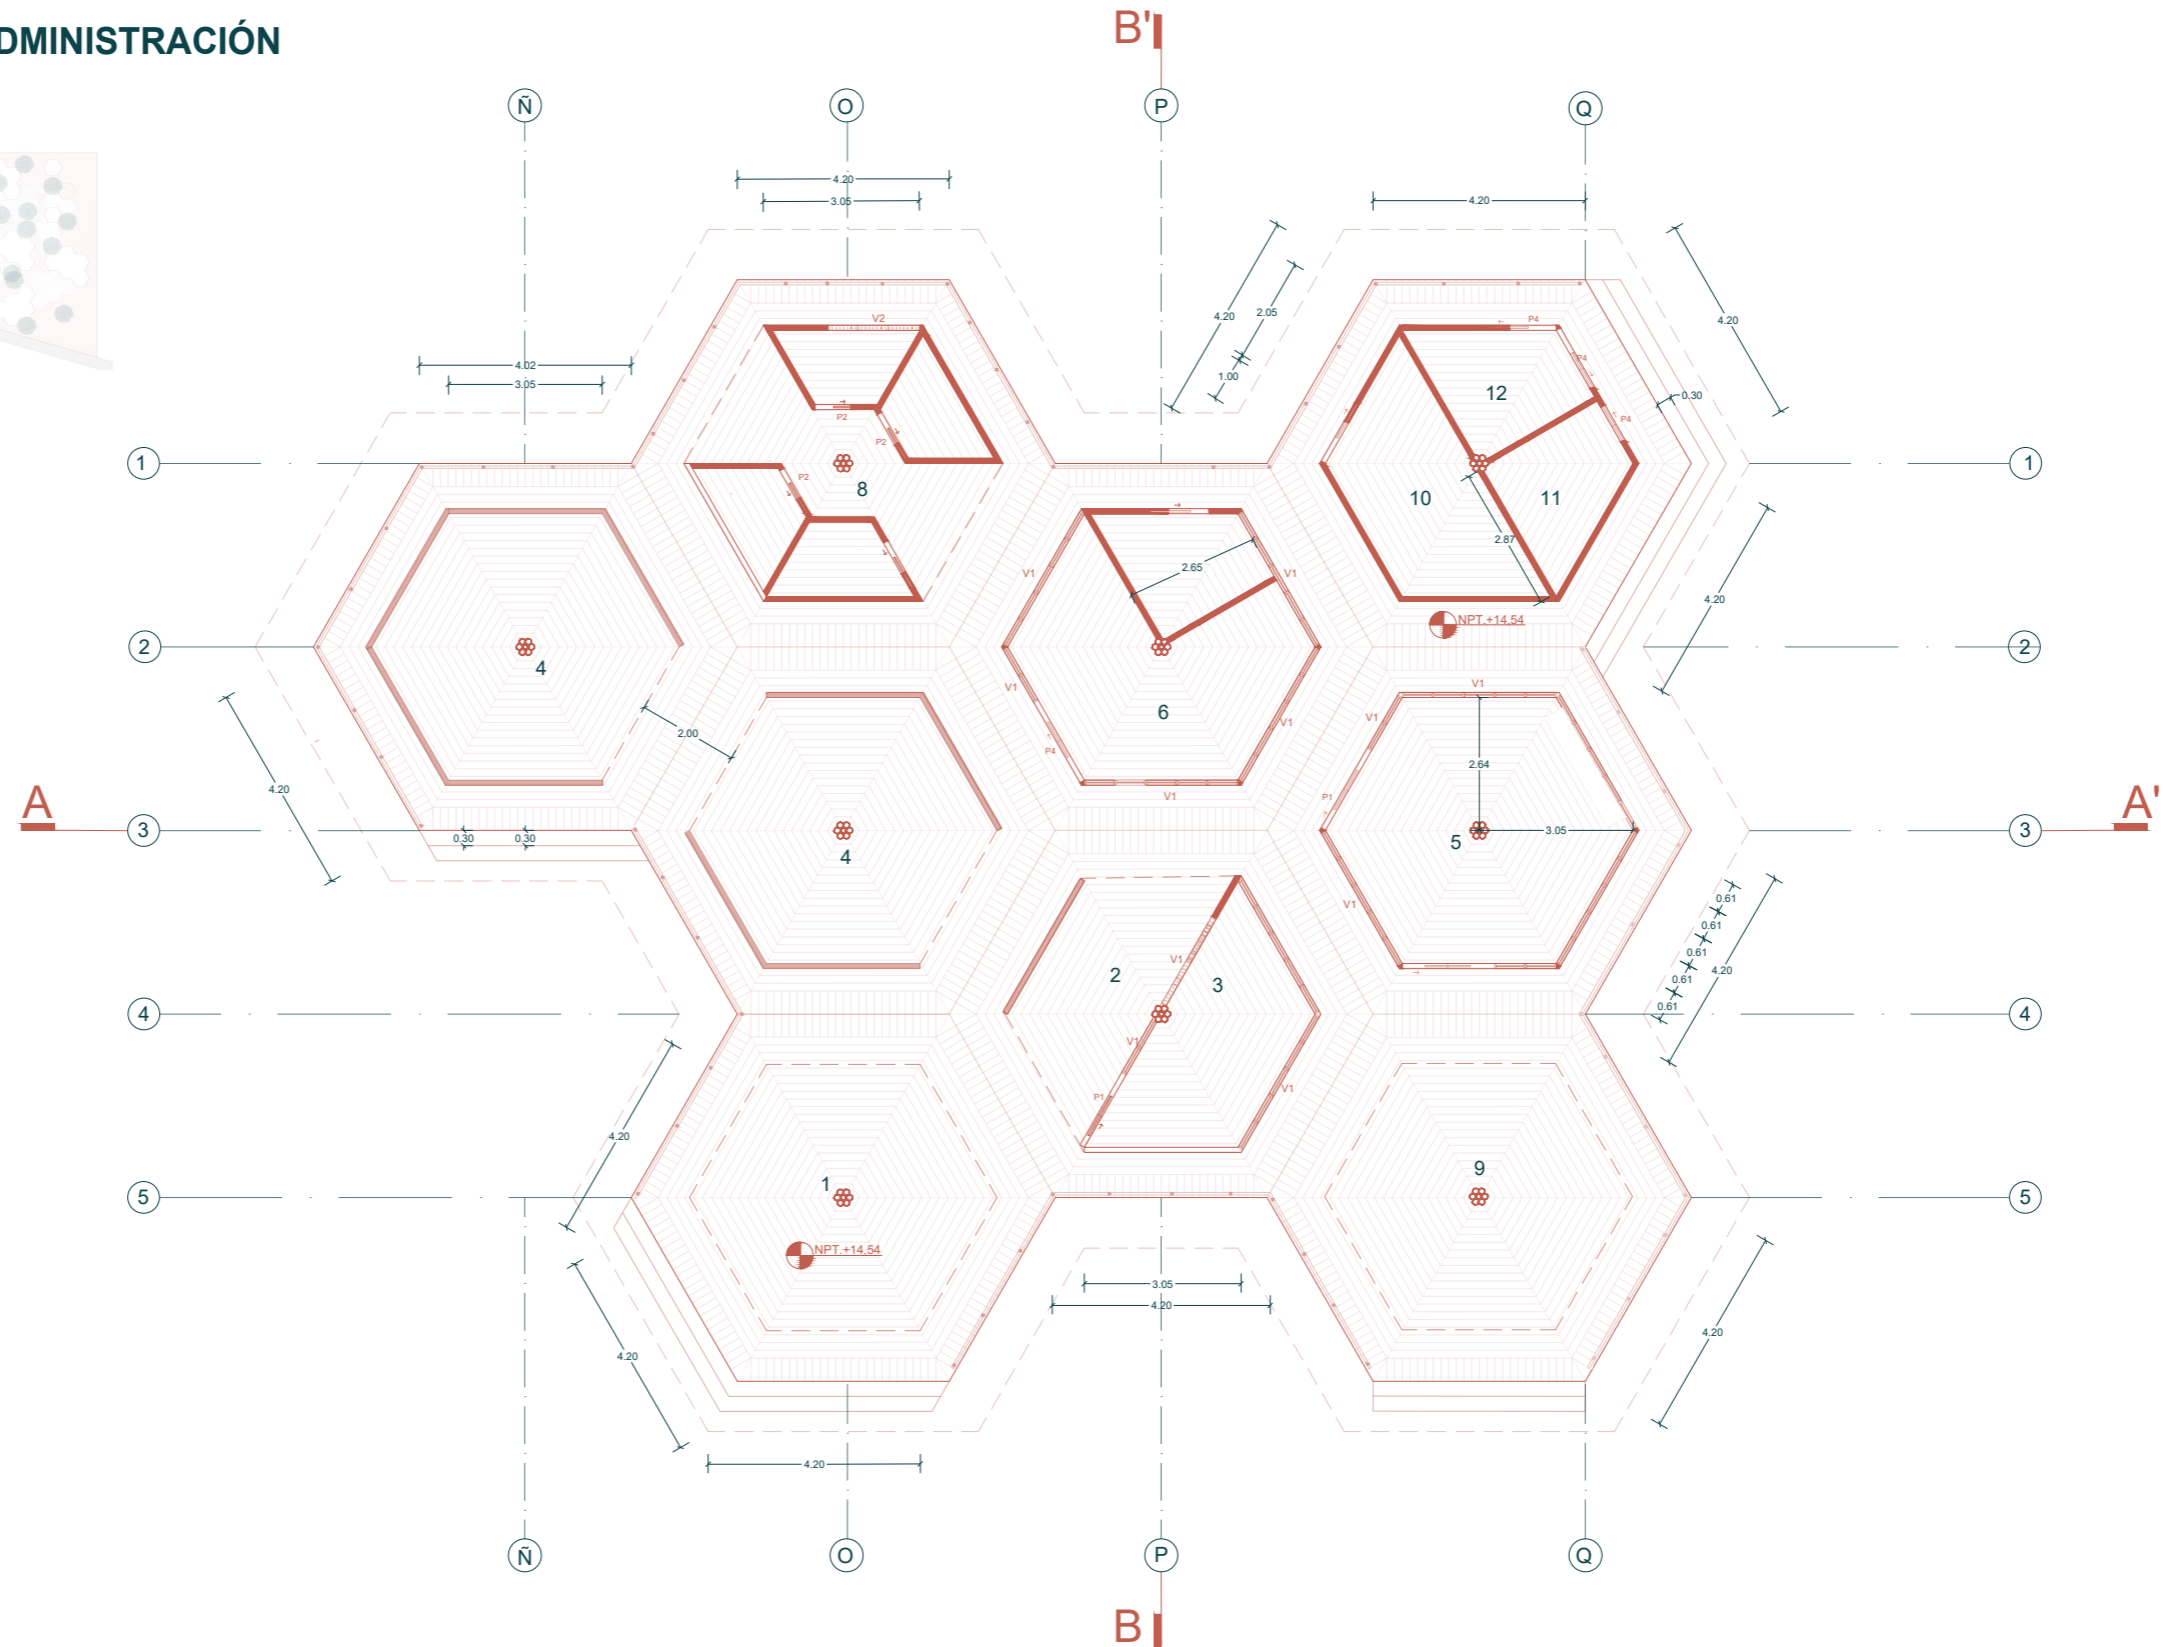 DMINISTRACIÓN
B'
Ñ
O
P
Q
4.20
3.05
4.20
4.20
2.05
1.00
4.20
4.02
3.05
V2
P2
P2
P2
8
P4
P4
P4
12
0.30
10
11
2.87
1
1
V1
2.65
V1
4.20
NPT.+14.54
2
2
4
V1
6
V1
P4
V1
2.00
V1
V1
2.64
P1
3.05
5
V1
4.20
A
A'
3
3
0.30
0.30
4
0.61
0.61
0.61
0.61
0.61
4.20
2
V1
3
4
4
V1
P1
V1
4.20
1
9
5
5
NPT.+14.54
3.05
4.20
4.20
4.20
4.20
Ñ
O
P
Q
B